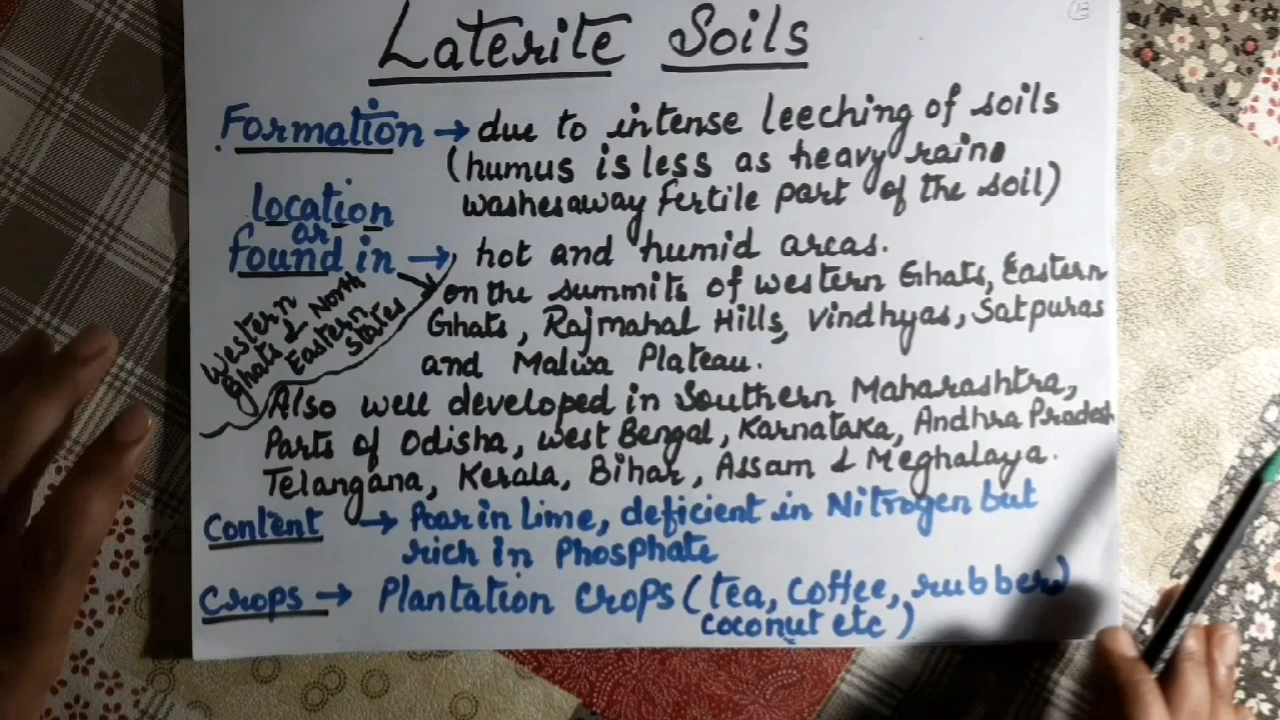 Laterite Soils
Formation → due to intense leeching of soils
(humus is less as heavy rains
washesaway fertile part of the soil)
location
or
found in → hot and humid areas.
on the summits of western Ghats, Eastern
Ghats, Rajmahal Hills, vindhyas, Satpuras
and Malwa Plateau.
Western
Ghats & North
Eastern
States
Also well developed in Southern Maharashtra,
Parts of Odisha, west Bengal, Karnataka, Andhra Pradesh
Telangana, Kerala, Bihar, Assam & Meghalaya.
Content → Poor in lime, deficient in Nitrogen but
rich in Phosphate
Crops → Plantation crops (tea, coffee, rubber
coconut etc)